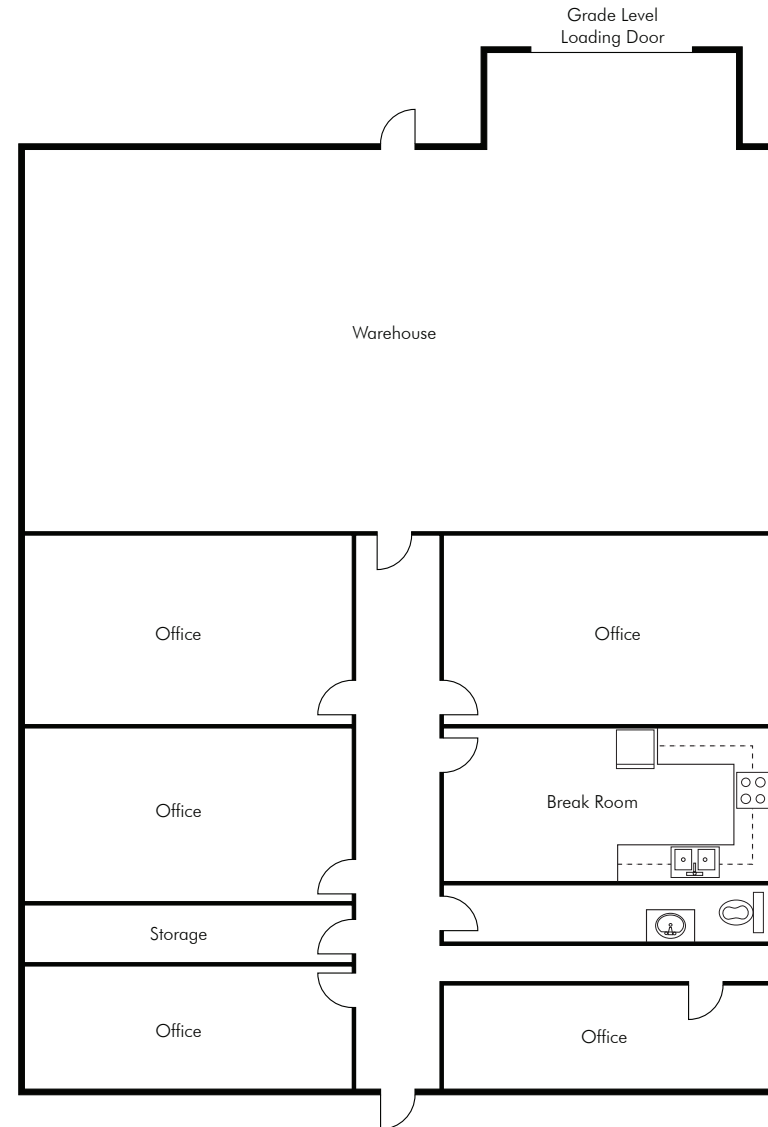 Grade Level
Loading Door
Warehouse
Office
Office
Office
Break Room
Storage
Office
Office